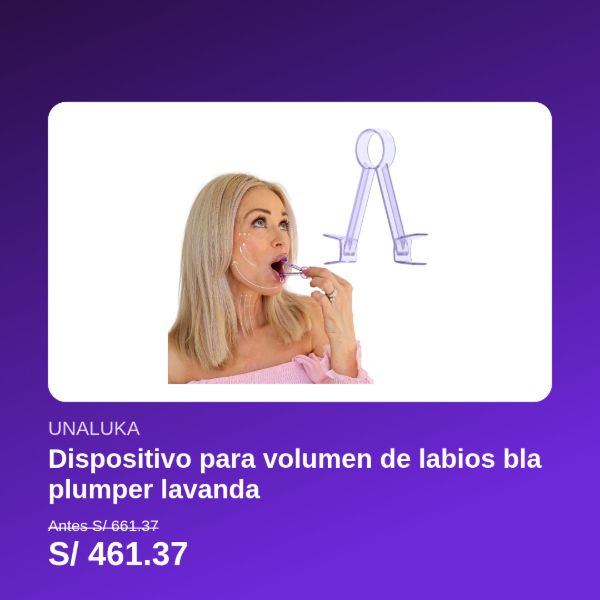 UNALUKA
Dispositivo para volumen de labios bla
plumper lavanda
Antes S/ 661.37
S/ 461.37